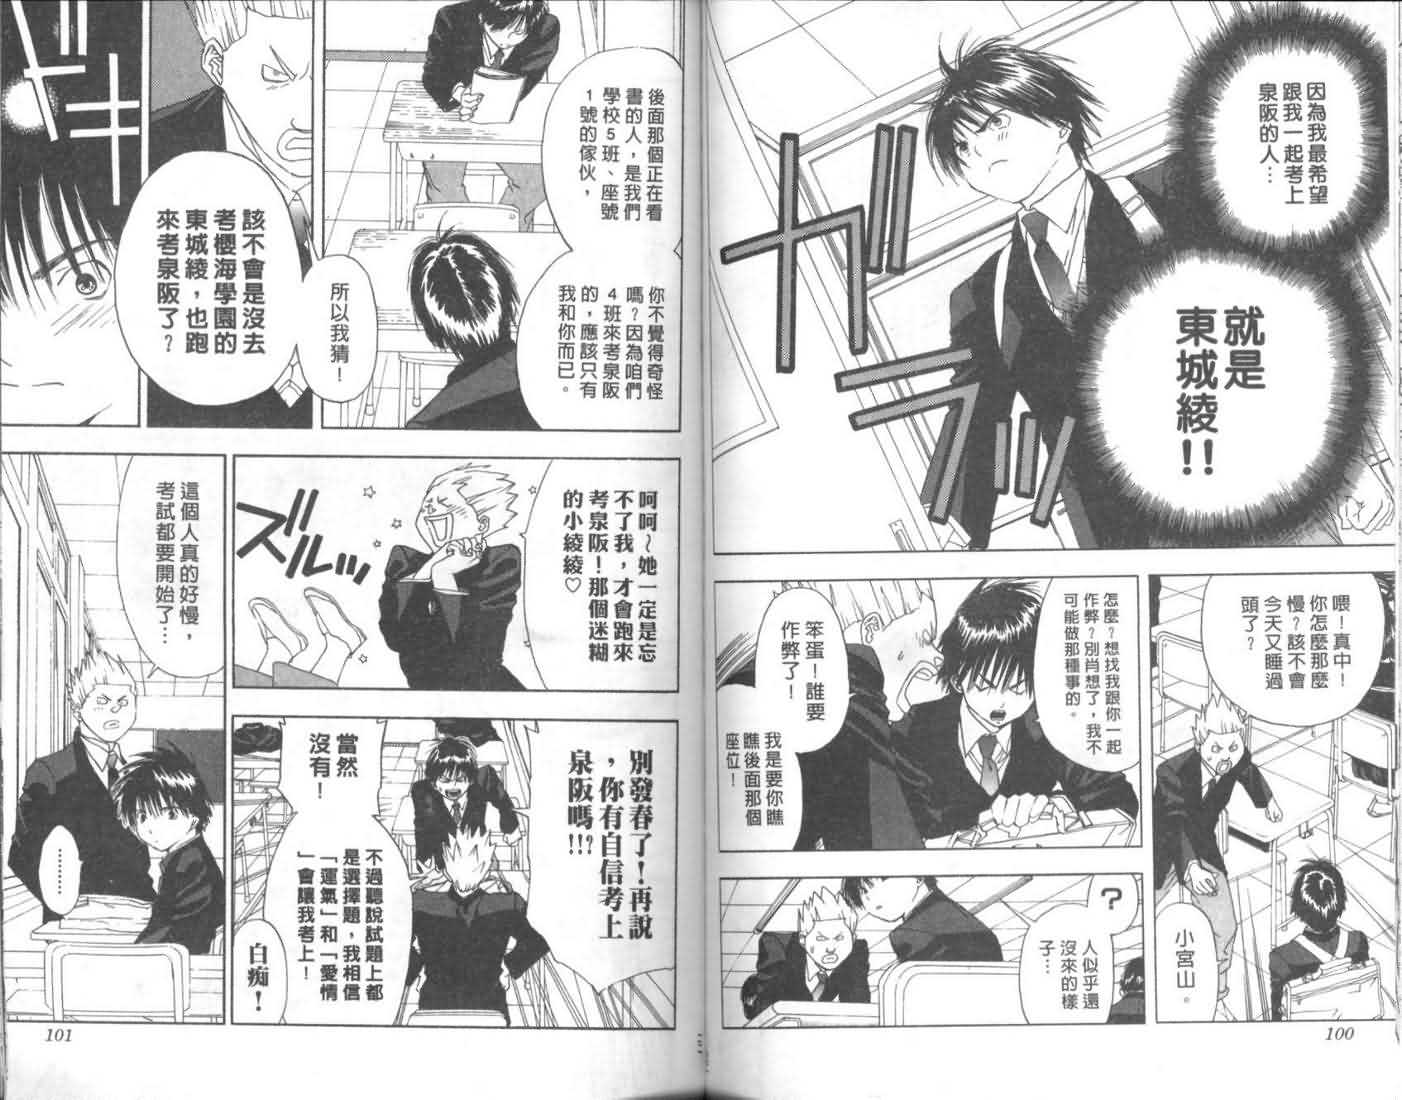 因為我最希望
跟我一起考上
泉阪的人…
就是
東城綾!!
ガラララ
喂！真中！
你怎麼那麼
慢？該不會
今天又睡過
頭了？
小宮山。
怎麼？想找我跟你一起
作弊？別肖想了，我不
可能做那種事的。
笨蛋！誰要
作弊了！
我是要你瞧
瞧後面那個
座位！
？
人似乎還
沒來的樣
子…
100
後面那個正在看
書的人，是我們
學校5班、座號
1號的傢伙，
你不覺得奇怪
嗎？因為咱們
4班來考泉阪
的，應該只有
我和你而已。
所以我猜！
該不會是沒去
考櫻海學園的
東城綾，也跑
來考泉阪了？
ドキ
呵呵～她一定是忘
不了我，才會跑來
考泉阪！那個迷糊
的小綾綾♡
ズルッ
別發春了！再說
，你有自信考上
泉阪嗎!!?
當然
沒有！
不過聽說試題上都
是選擇題，我相信
「運氣」和「愛情
」會讓我考上！
白痴！
這個人真的好慢，
考試都要開始了…
………
101